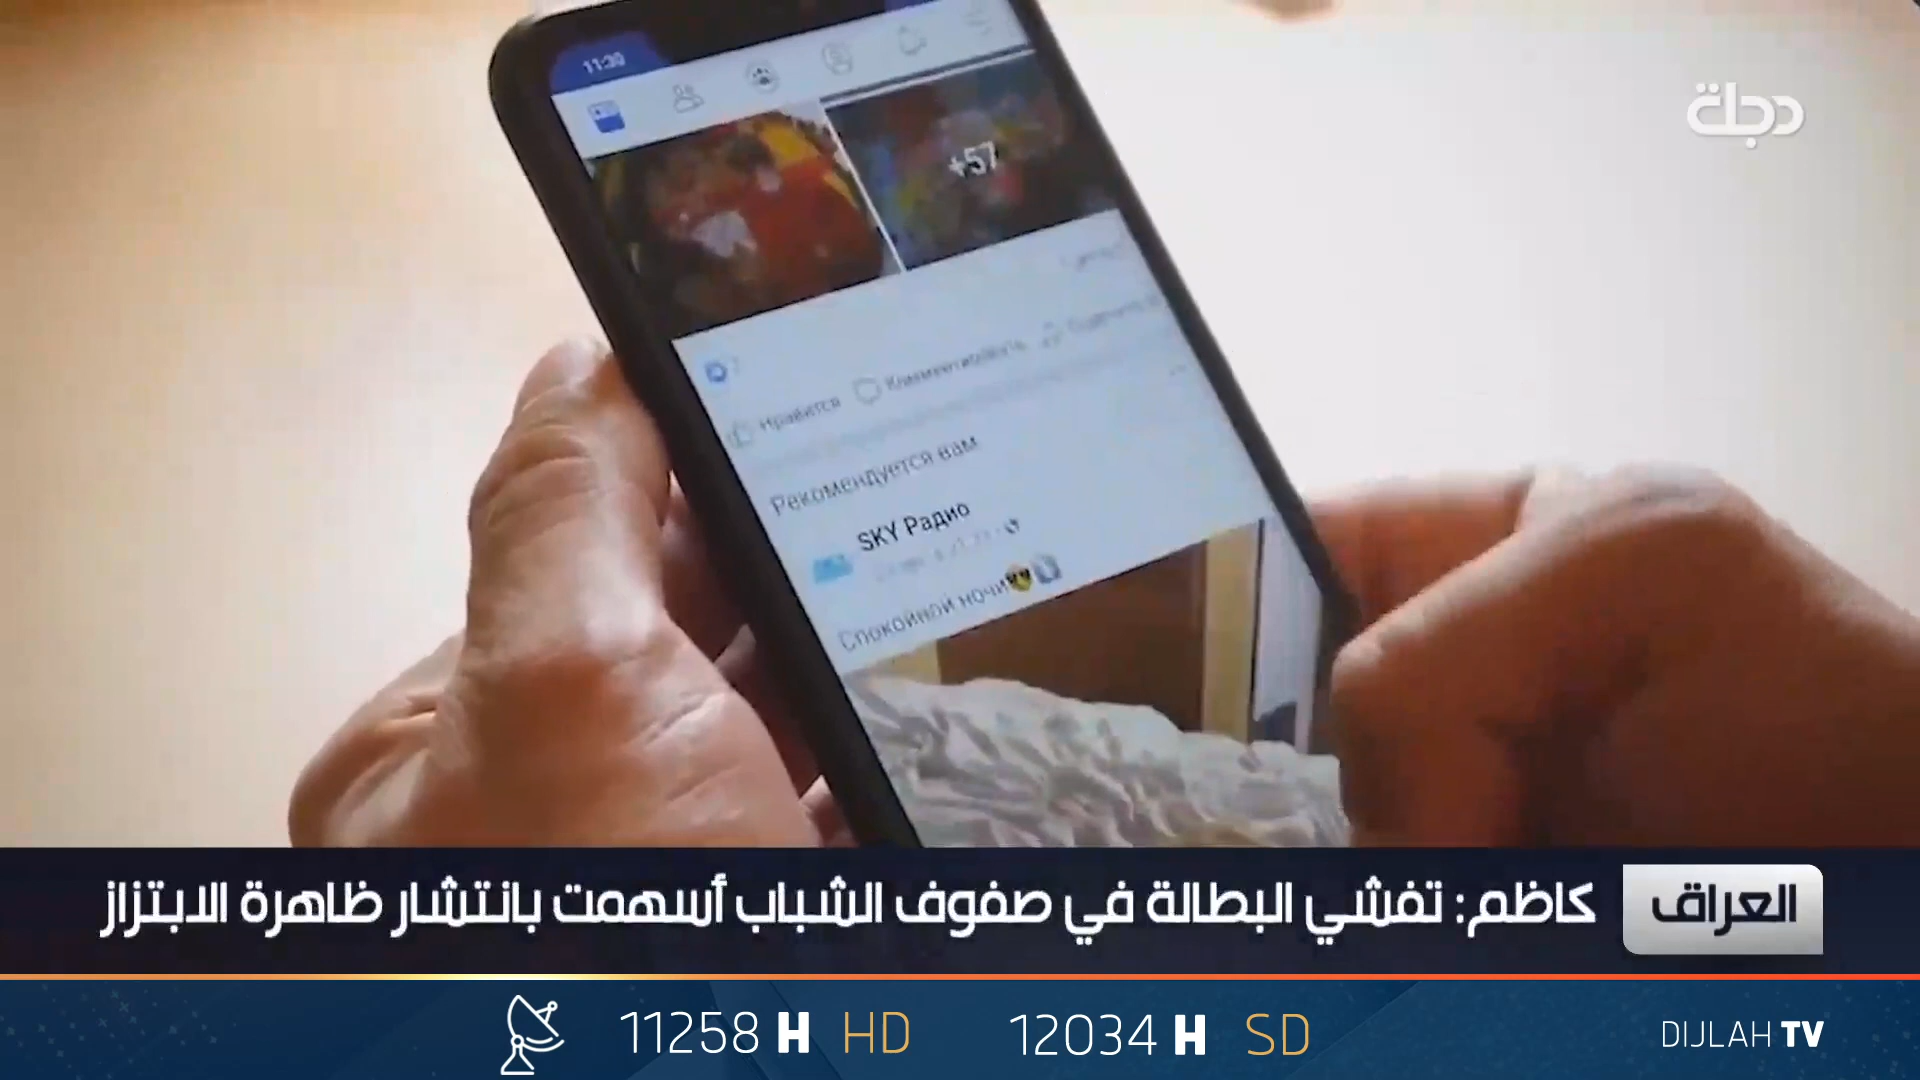 11:30
دجلة
+57
Нравится
Комментировать
Рекомендуется вам
SKY Радио
Спокойной ночи
العراق
كاظم: تفشي البطالة في صفوف الشباب أسهمت بانتشار ظاهرة الابتزاز
11258 H HD 12034 H SD DIJLAH TV